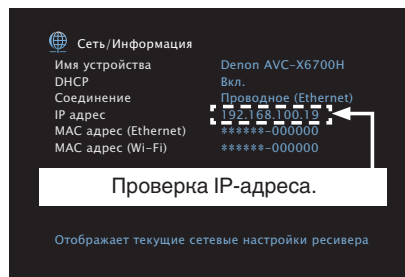 Сеть/Информация
Имя устройства Denon AVC-X6700H
DHCP Вкл.
Соединение Проводное (Ethernet)
IP адрес 192.168.100.19
MAC адрес (Ethernet) ******-000000
MAC адрес (Wi-Fi) ******-000000
Проверка IP-адреса.
Отображает текущие сетевые настройки ресивера